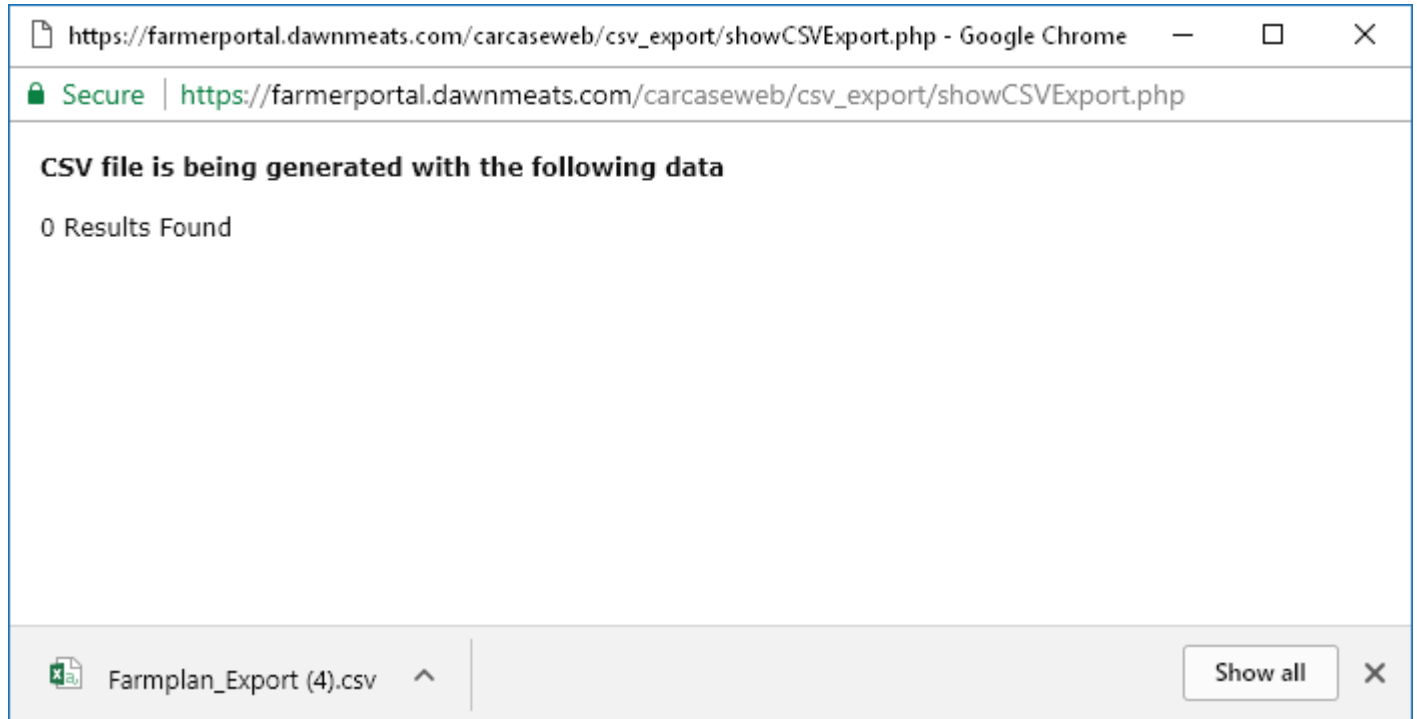 https://farmerportal.dawnmeats.com/carcaseweb/csv_export/showCSVExport.php - Google Chrome
Secure | https://farmerportal.dawnmeats.com/carcaseweb/csv_export/showCSVExport.php
CSV file is being generated with the following data
0 Results Found
Farmplan_Export (4).csv
Show all